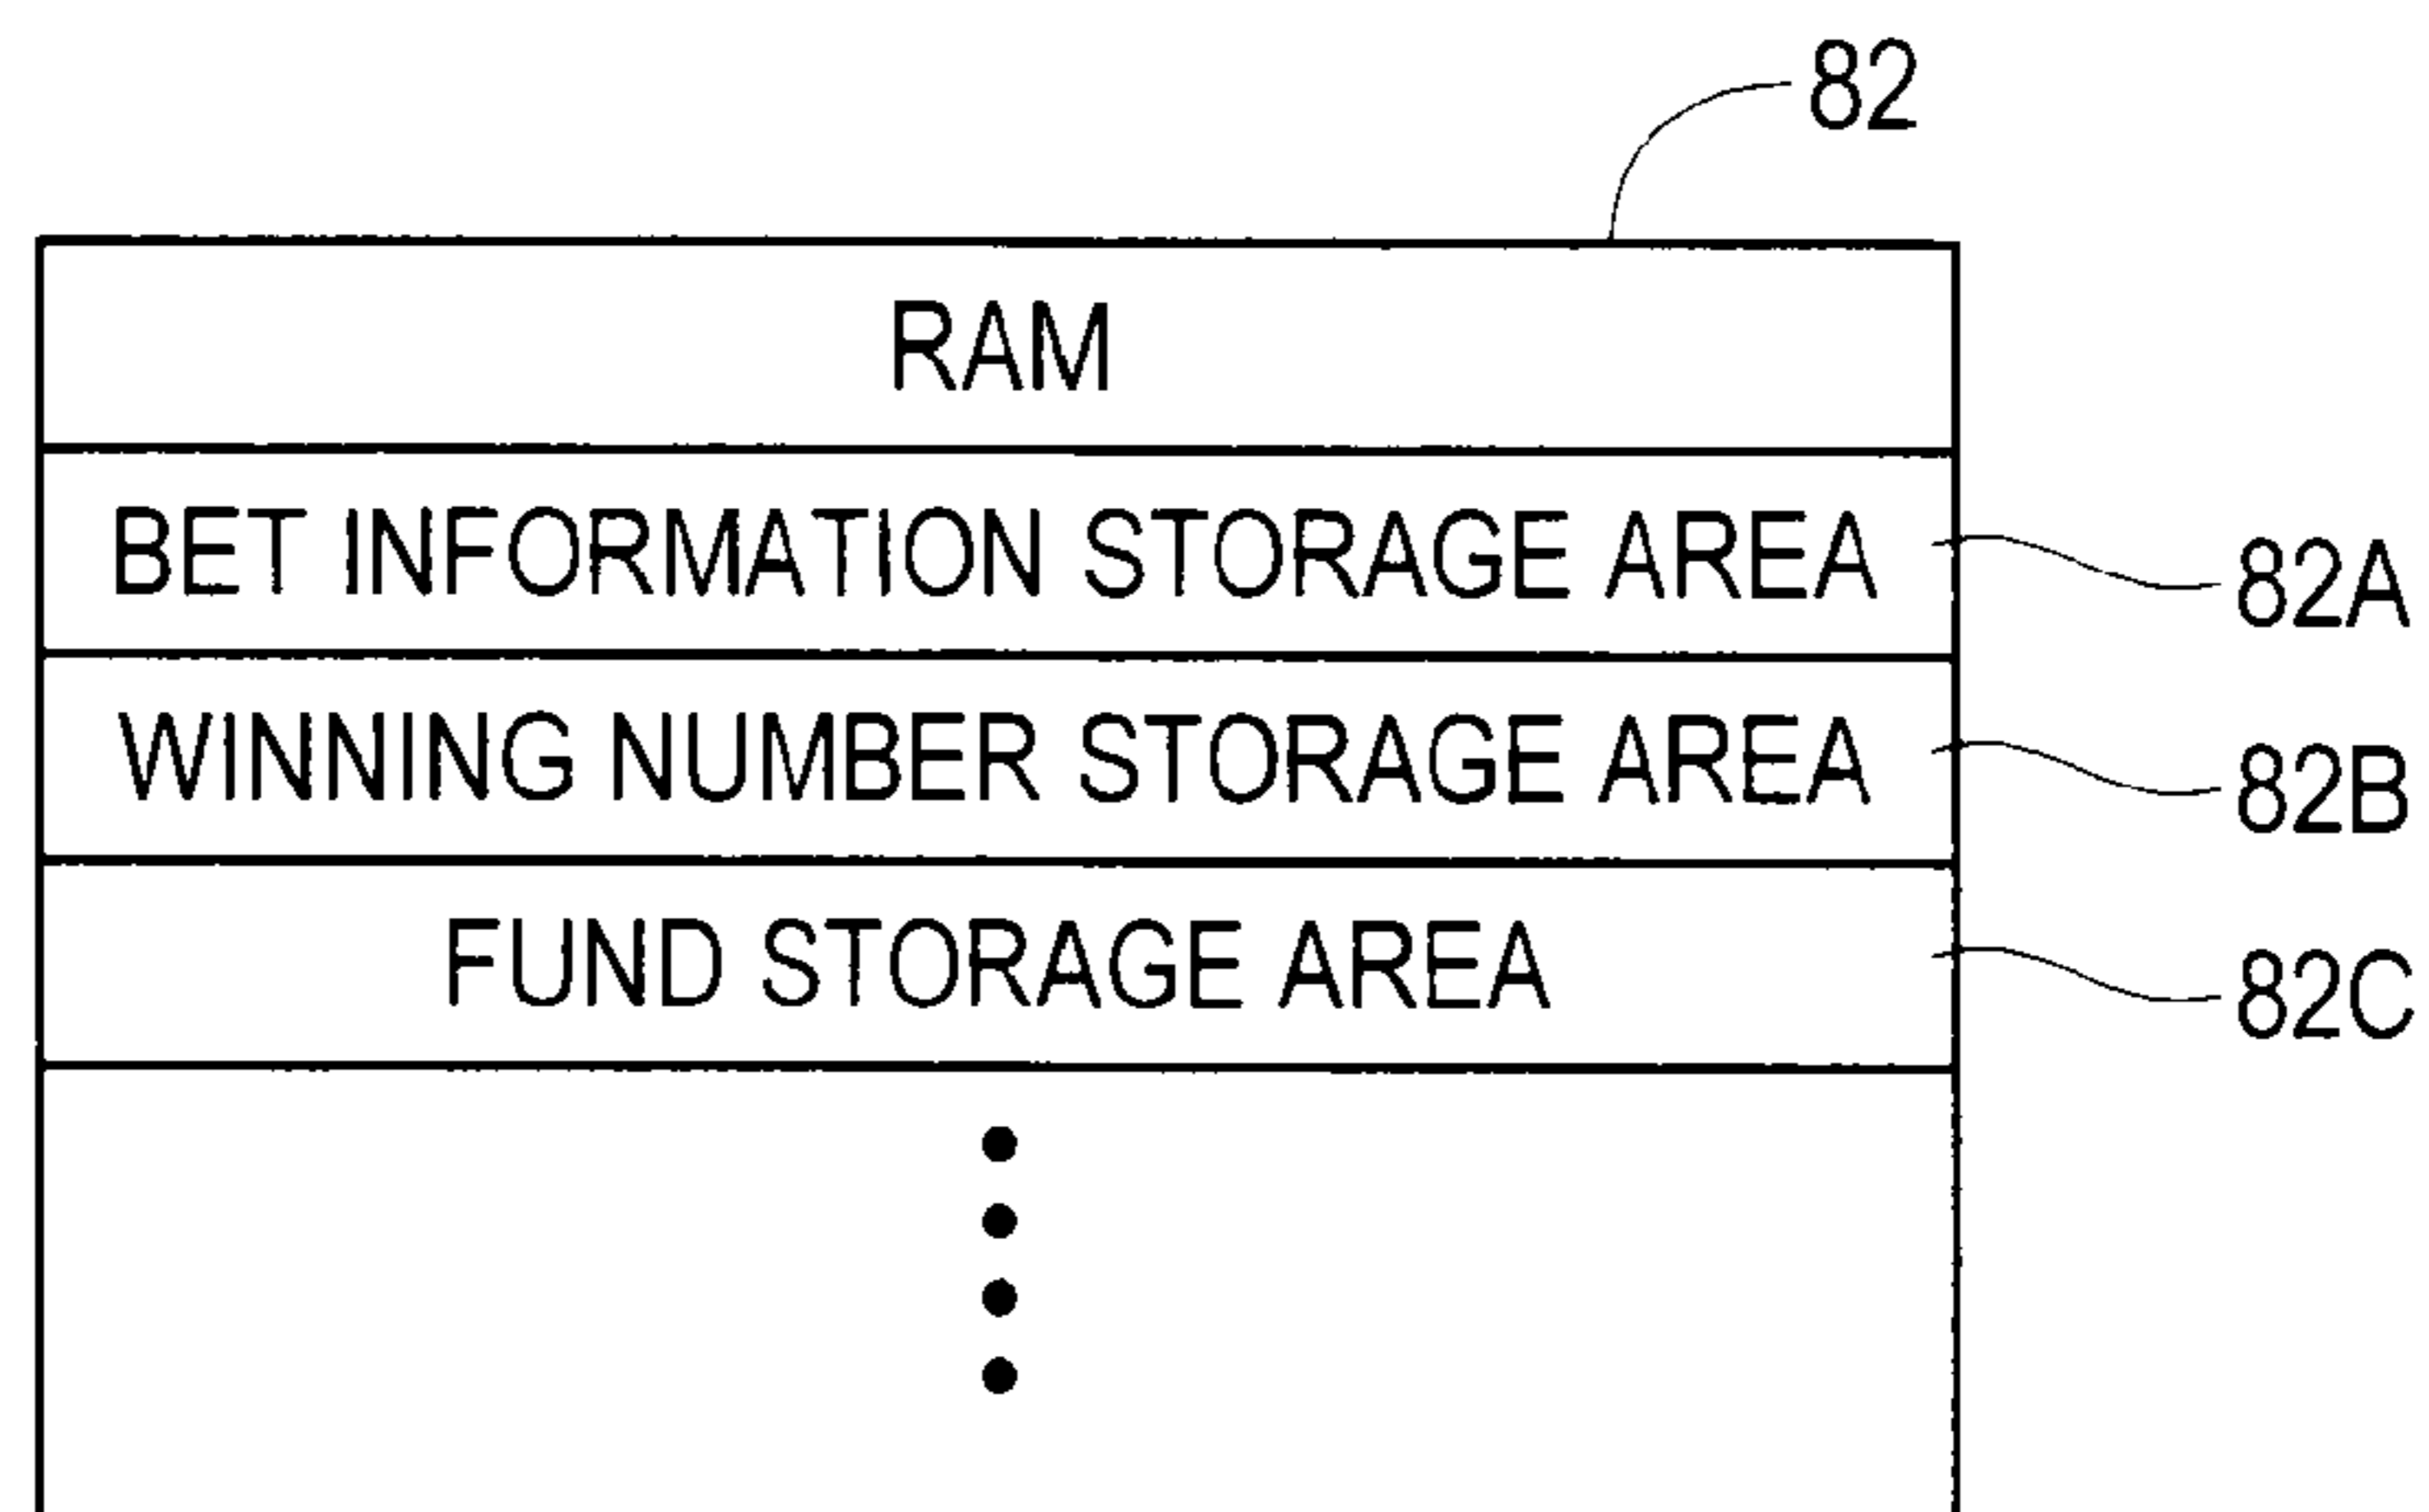 82
RAM
BET INFORMATION STORAGE AREA
82A
WINNING NUMBER STORAGE AREA
82B
FUND STORAGE AREA
82C